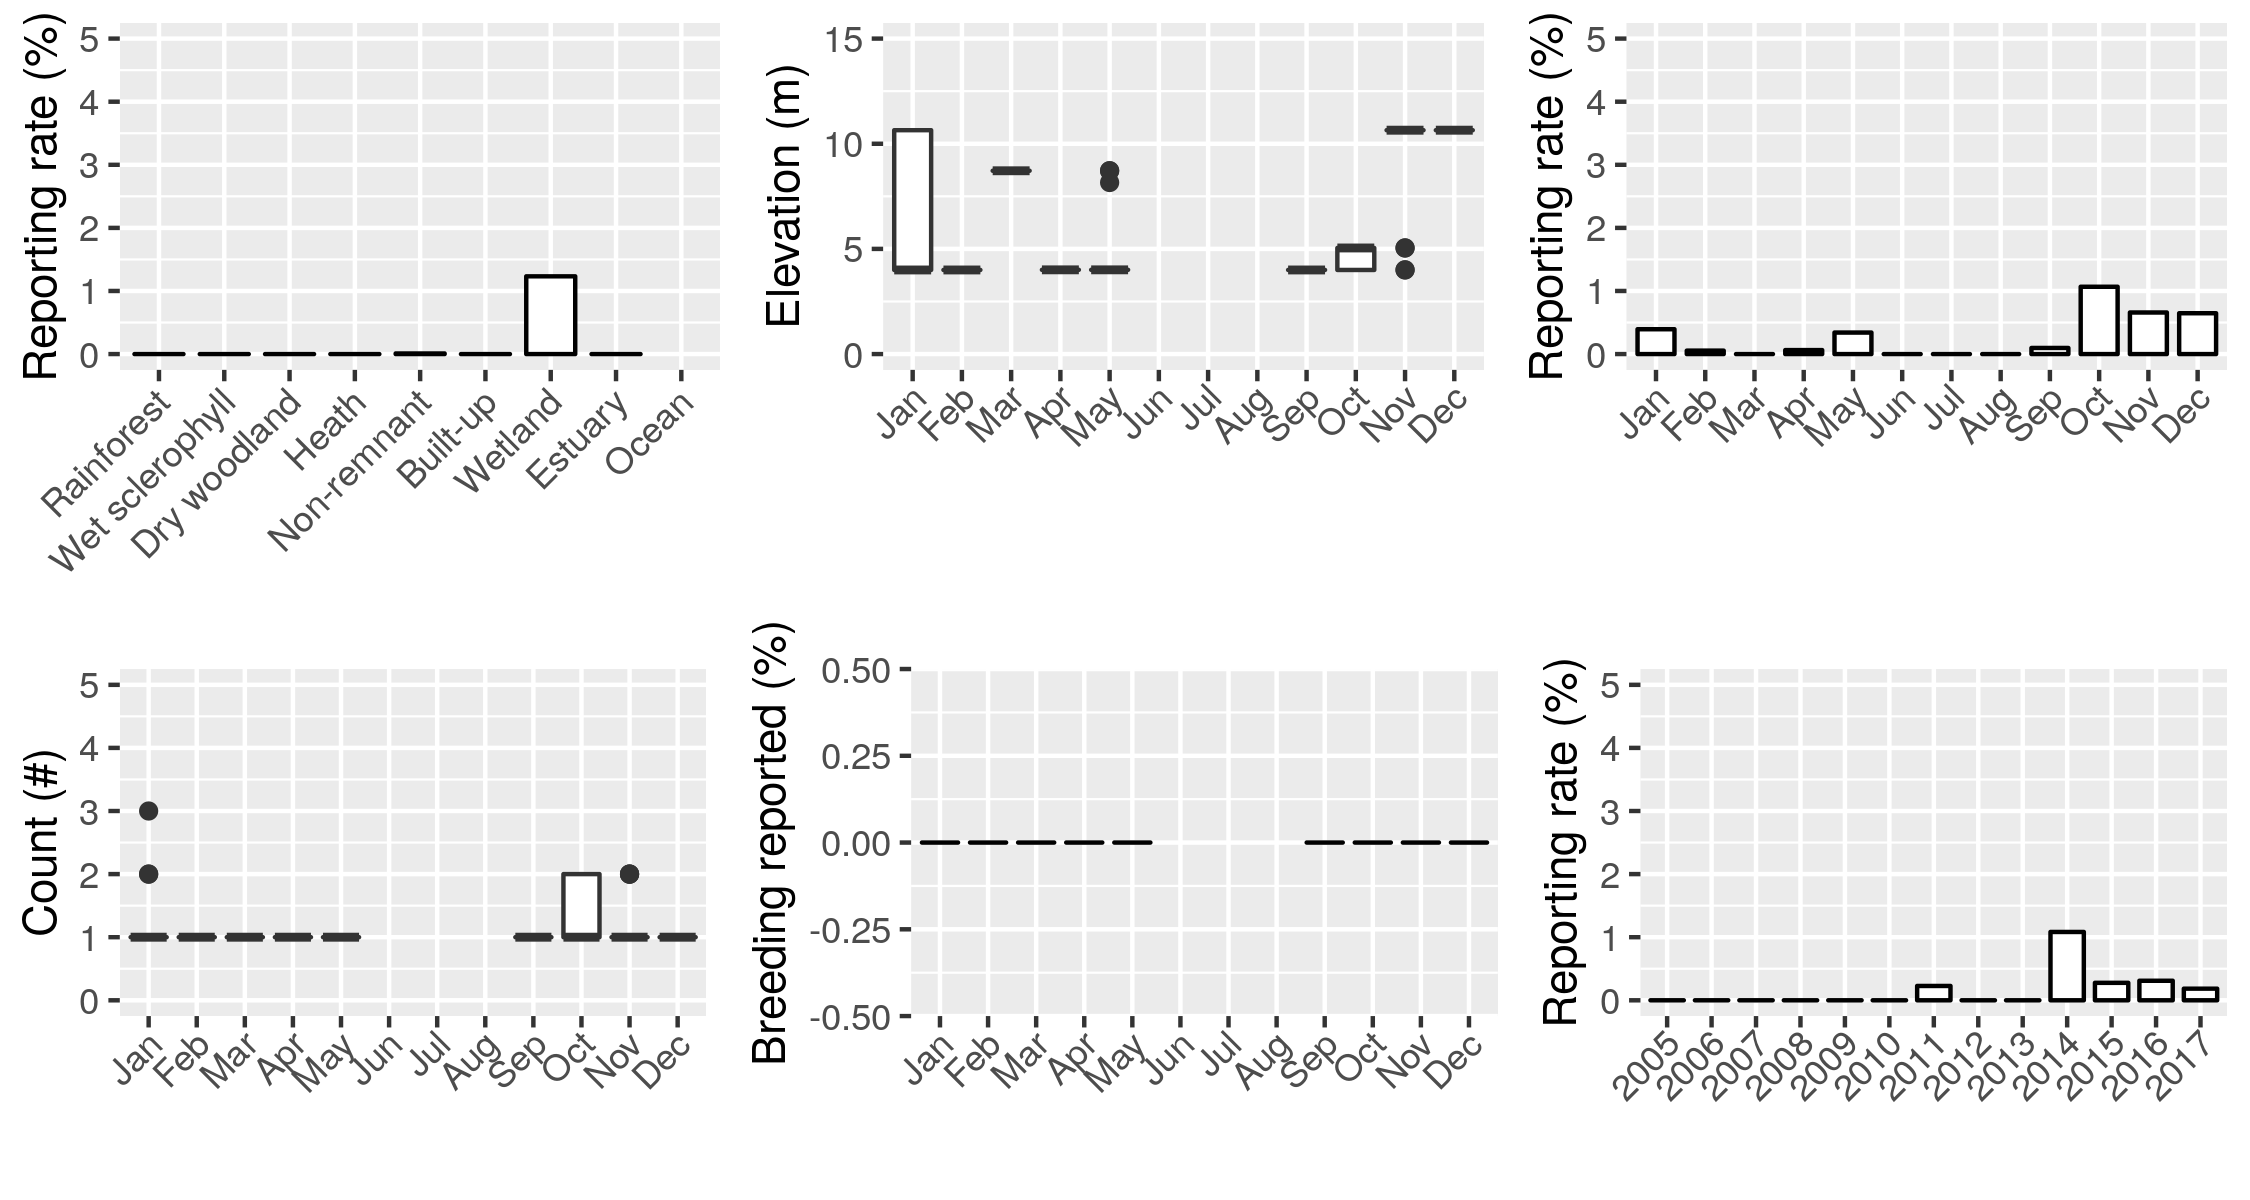 Reporting rate (%)
5
4
3
2
1
0
Rainforest
Wet sclerophyll
Dry woodland
Heath
Non-remnant
Built-up
Wetland
Estuary
Ocean
Elevation (m)
15
10
5
0
Jan
Feb
Mar
Apr
May
Jun
Jul
Aug
Sep
Oct
Nov
Dec
Reporting rate (%)
5
4
3
2
1
0
Jan
Feb
Mar
Apr
May
Jun
Jul
Aug
Sep
Oct
Nov
Dec
Count (#)
5
4
3
2
1
0
Jan
Feb
Mar
Apr
May
Jun
Jul
Aug
Sep
Oct
Nov
Dec
Breeding reported (%)
0.50
0.25
0.00
-0.25
-0.50
Jan
Feb
Mar
Apr
May
Jun
Jul
Aug
Sep
Oct
Nov
Dec
Reporting rate (%)
5
4
3
2
1
0
2005
2006
2007
2008
2009
2010
2011
2012
2013
2014
2015
2016
2017